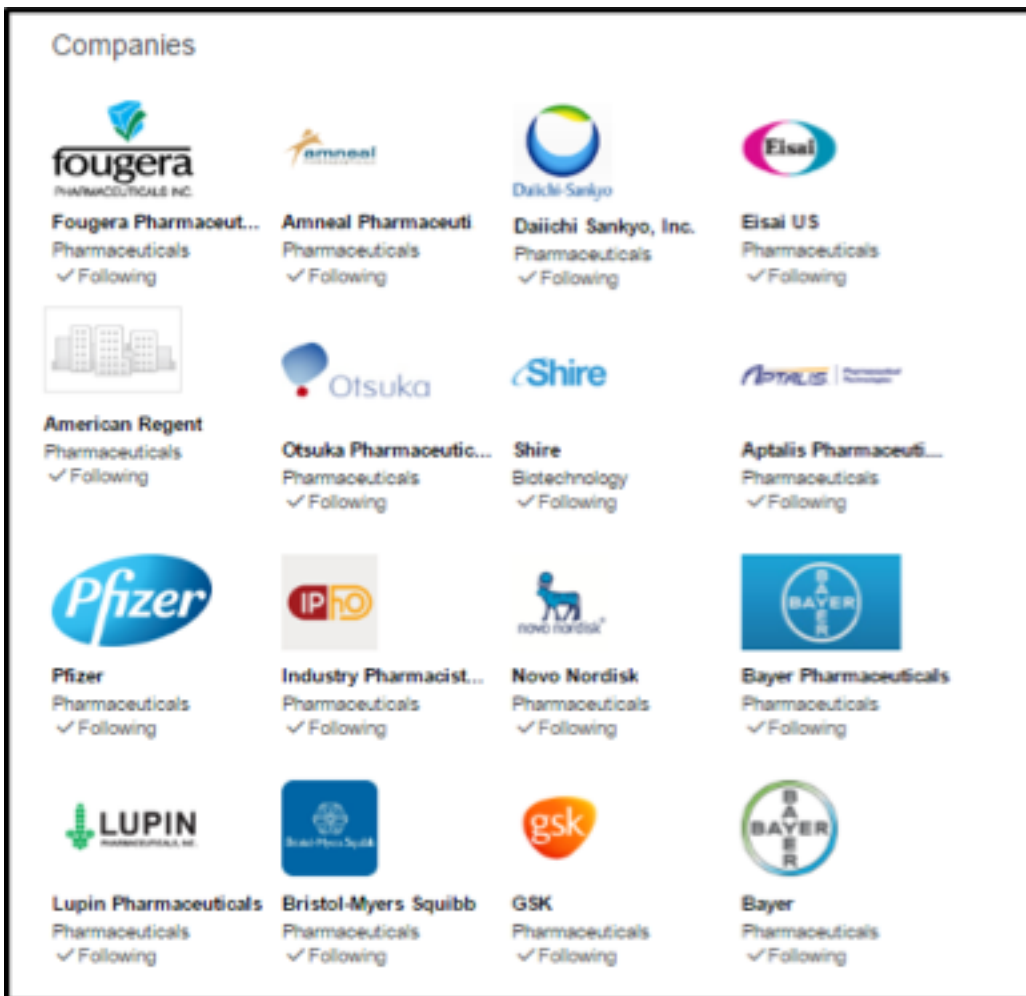 Companies
fougera
PHARMACEUTICALS INC.
amneal
Daiichi-Sankyo
Eisai
Fougera Pharmaceut...
Amneal Pharmaceuti
Daiichi Sankyo, Inc.
Eisai US
Pharmaceuticals
Pharmaceuticals
Pharmaceuticals
Pharmaceuticals
✓ Following
✓ Following
✓ Following
✓ Following
Otsuka
Shire
APTALIS
Pharmaceutical
Technologies
American Regent
Otsuka Pharmaceutic...
Shire
Aptalis Pharmaceuti...
Pharmaceuticals
Pharmaceuticals
Biotechnology
Pharmaceuticals
✓ Following
✓ Following
✓ Following
✓ Following
Pfizer
IPhO
novo nordisk®
BAYER
BAYER
Pfizer
Industry Pharmacist...
Novo Nordisk
Bayer Pharmaceuticals
Pharmaceuticals
Pharmaceuticals
Pharmaceuticals
Pharmaceuticals
✓ Following
✓ Following
✓ Following
✓ Following
LUPIN
PHARMACEUTICALS, INC.
Bristol-Myers Squibb
gsk
BAYER
BAYER
Lupin Pharmaceuticals
Bristol-Myers Squibb
GSK
Bayer
Pharmaceuticals
Pharmaceuticals
Pharmaceuticals
Pharmaceuticals
✓ Following
✓ Following
✓ Following
✓ Following